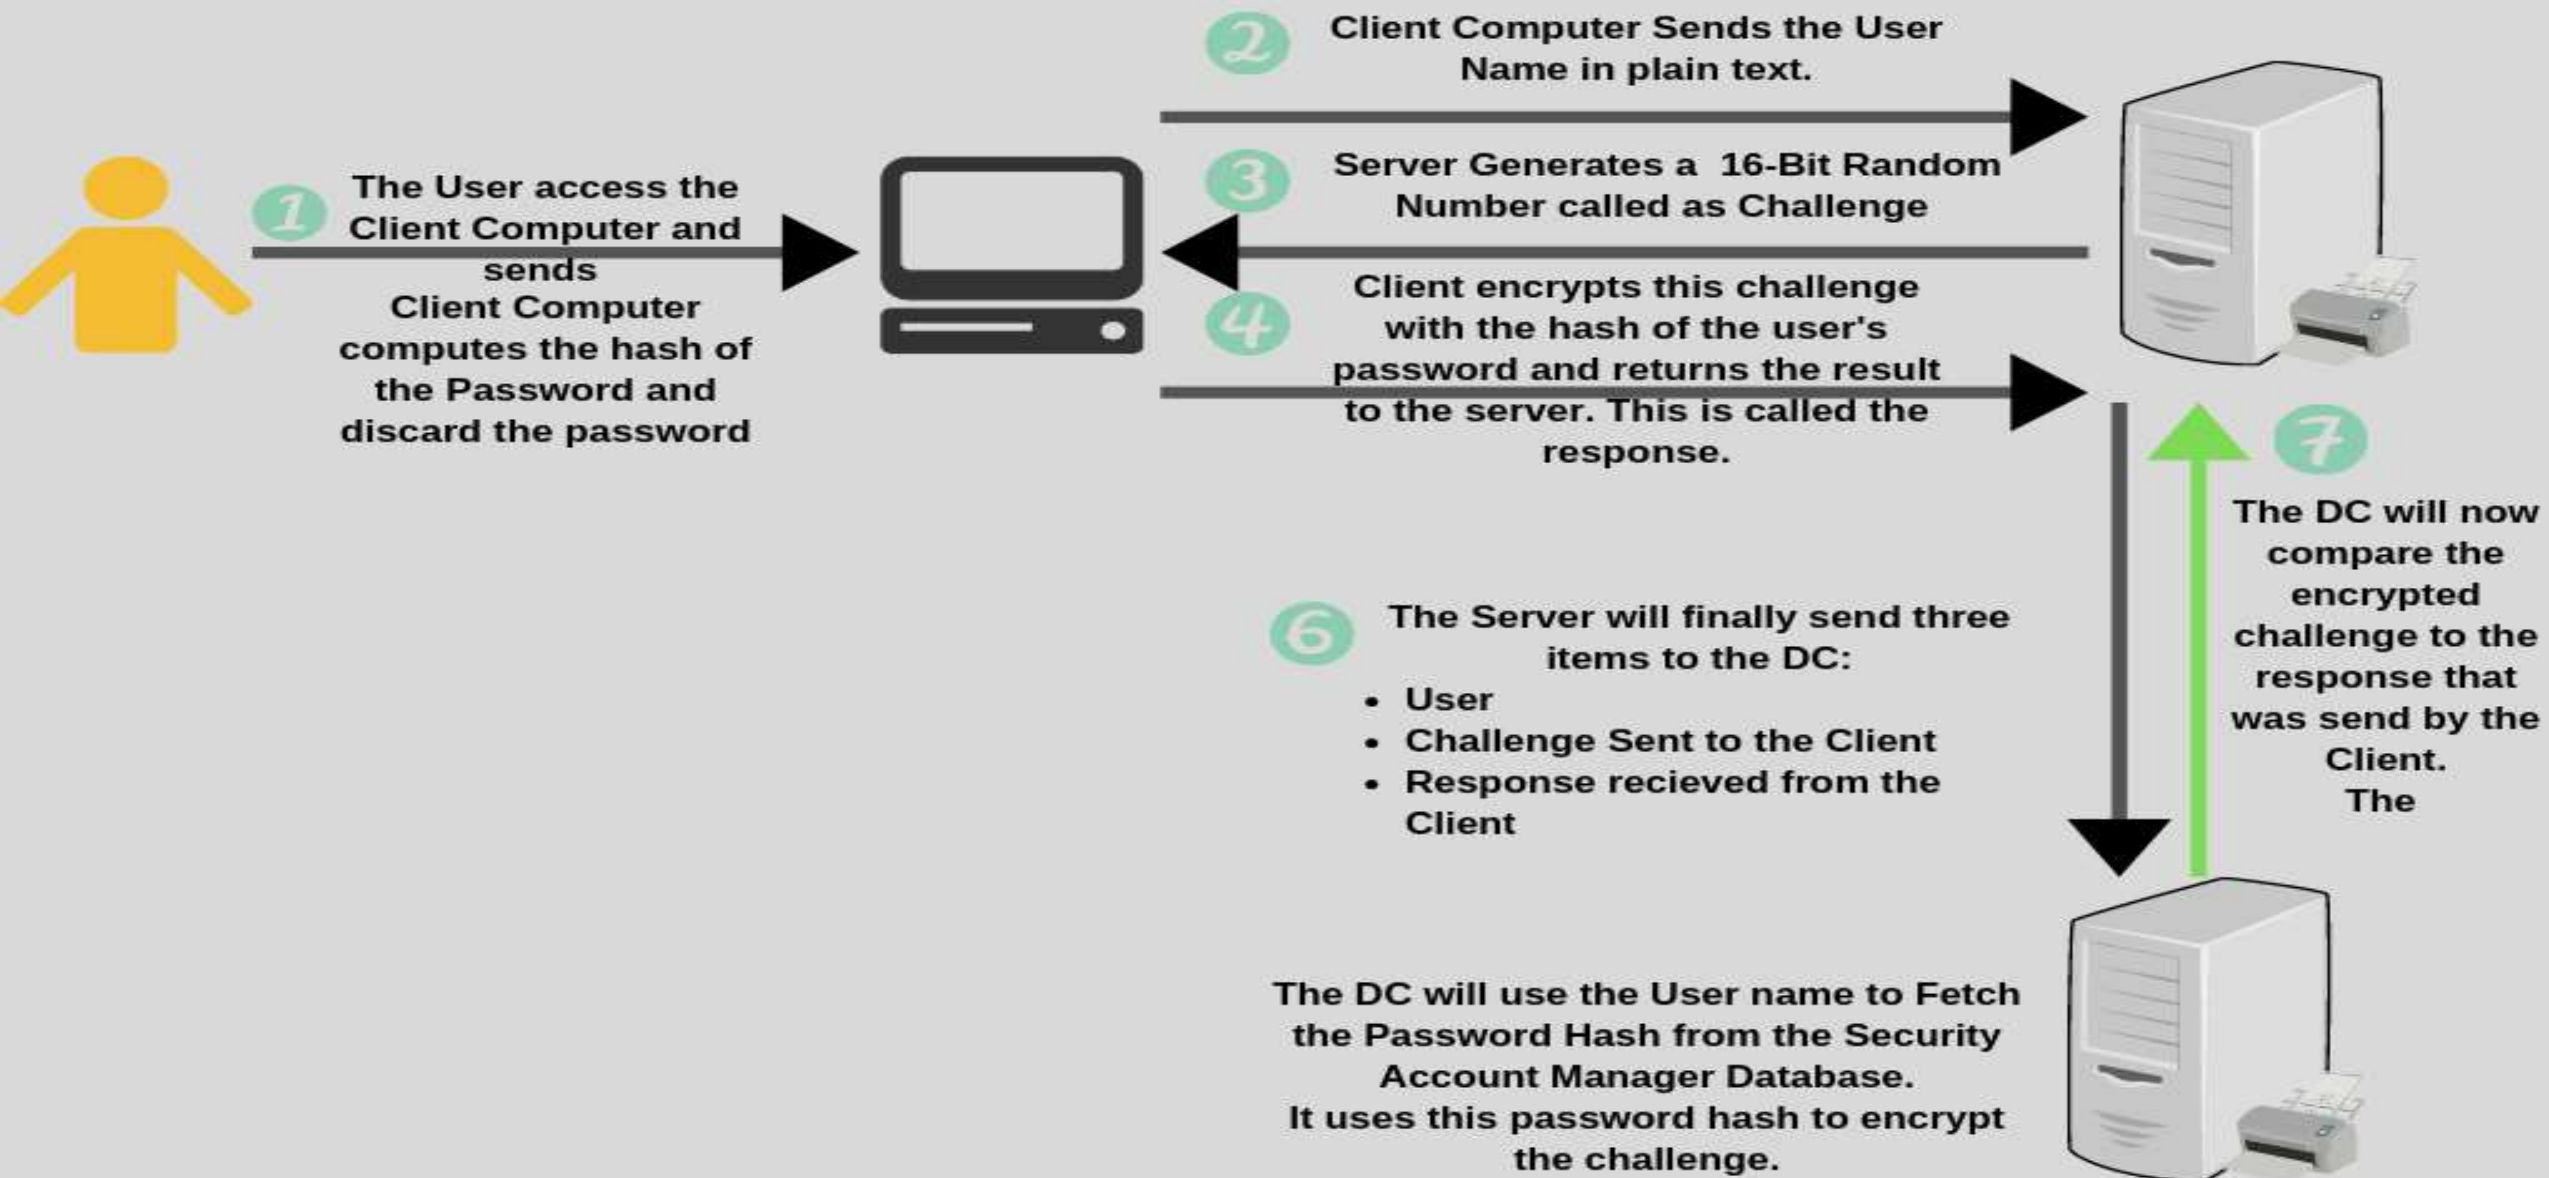 1
The User access the
Client Computer and
sends
Client Computer
computes the hash of
the Password and
discard the password
2
Client Computer Sends the User
Name in plain text.
3
Server Generates a  16-Bit Random
Number called as Challenge
4
Client encrypts this challenge
with the hash of the user's
password and returns the result
to the server. This is called the
response.
6
The Server will finally send three
items to the DC:
• User
• Challenge Sent to the Client
• Response recieved from the
Client
7
The DC will now
compare the
encrypted
challenge to the
response that
was send by the
Client.
The
The DC will use the User name to Fetch
the Password Hash from the Security
Account Manager Database.
It uses this password hash to encrypt
the challenge.